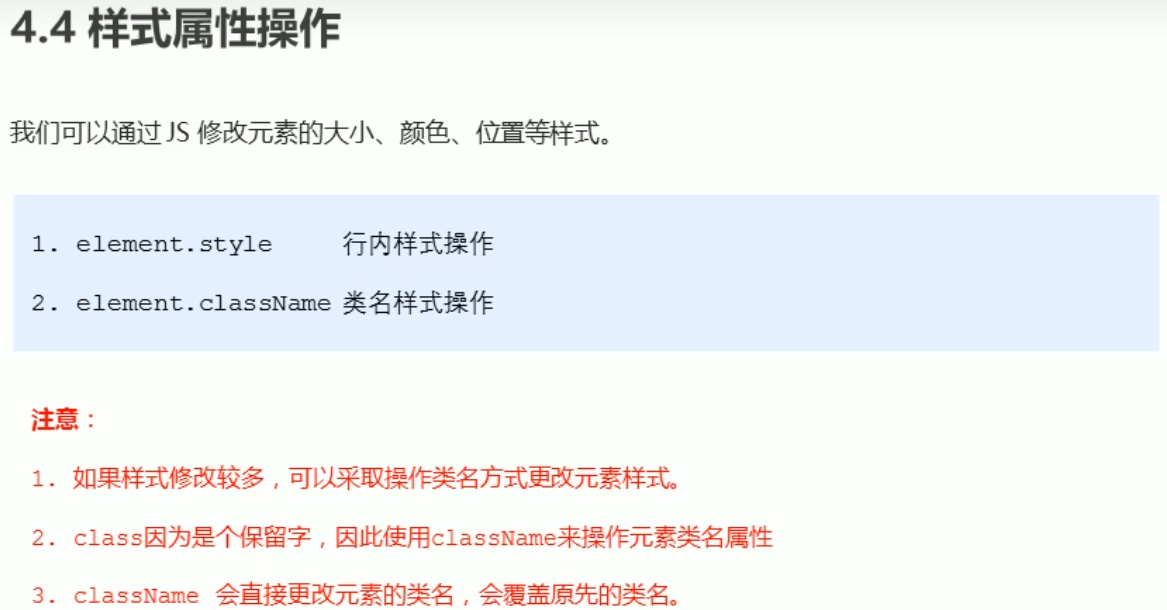 4.4 样式属性操作
我们可以通过 JS 修改元素的大小、颜色、位置等样式。
1. element.style 行内样式操作
2. element.className 类名样式操作
注意：
1. 如果样式修改较多，可以采取操作类名方式更改元素样式。
2. class因为是个保留字，因此使用className来操作元素类名属性
3. className 会直接更改元素的类名，会覆盖原先的类名。